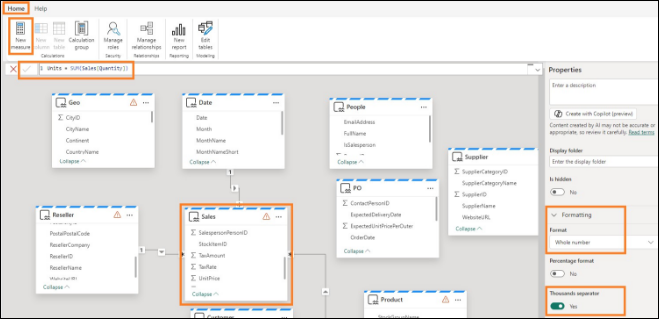 Home Help
New measure
New column
New table
Calculation group
Manage roles
Manage relationships
New report
Edit tables
Calculations
Security
Relationships
Reporting
Modeling
1 Units = SUM(Sales[Quantity])
Geo
CityID
CityName
Continent
CountryName
Collapse
Date
Date
Month
MonthName
MonthNameShort
Collapse
People
EmailAddress
FullName
IsSalesperson
Collapse
Supplier
SupplierCategoryID
SupplierCategoryName
SupplierID
SupplierName
WebsiteURL
Collapse
PO
ContactPersonID
ExpectedDeliveryDate
ExpectedUnitPricePerOuter
OrderDate
Collapse
Reseller
PostalPostalCode
ResellerCompany
ResellerID
ResellerName
Collapse
Sales
SalespersonPersonID
StockItemID
TaxAmount
TaxRate
UnitPrice
Collapse
1
1
Customer
Product
Properties
Enter a description
Create with Copilot (preview)
Content created by AI may not be accurate or
appropriate, so review it carefully. Read terms
Display folder
Enter the display folder
Is hidden
No
Formatting
Format
Whole number
Percentage format
No
Thousands separator
Yes